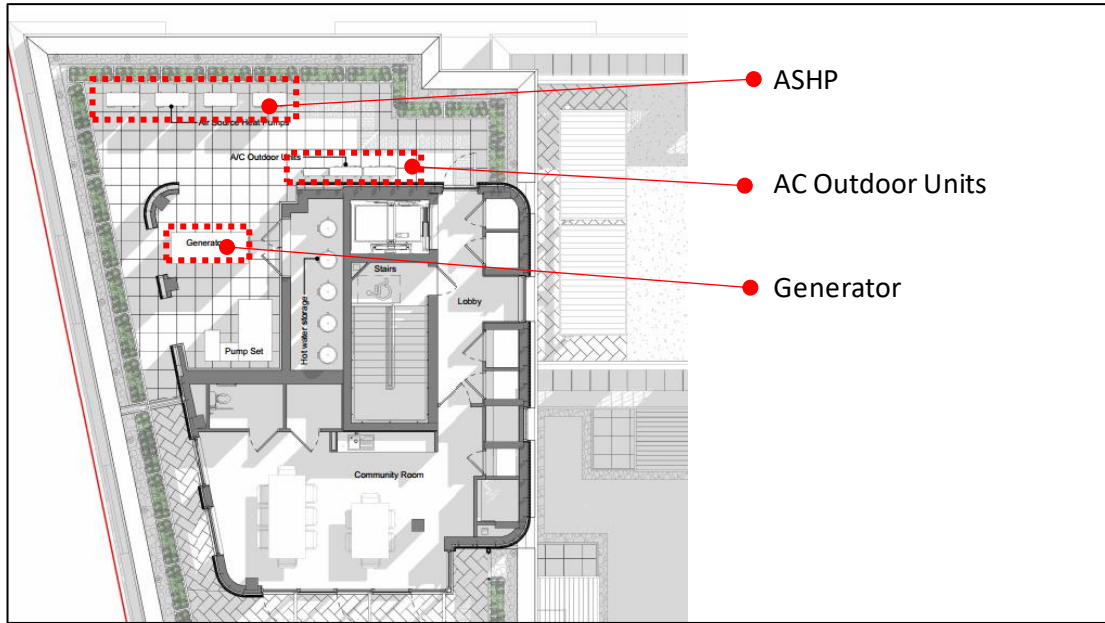 ASHP
Air Source Heat Pumps
A/C Outdoor Units
AC Outdoor Units
Generator
Generator
Stairs
Lobby
Hot water storage
Pump Set
Community Room